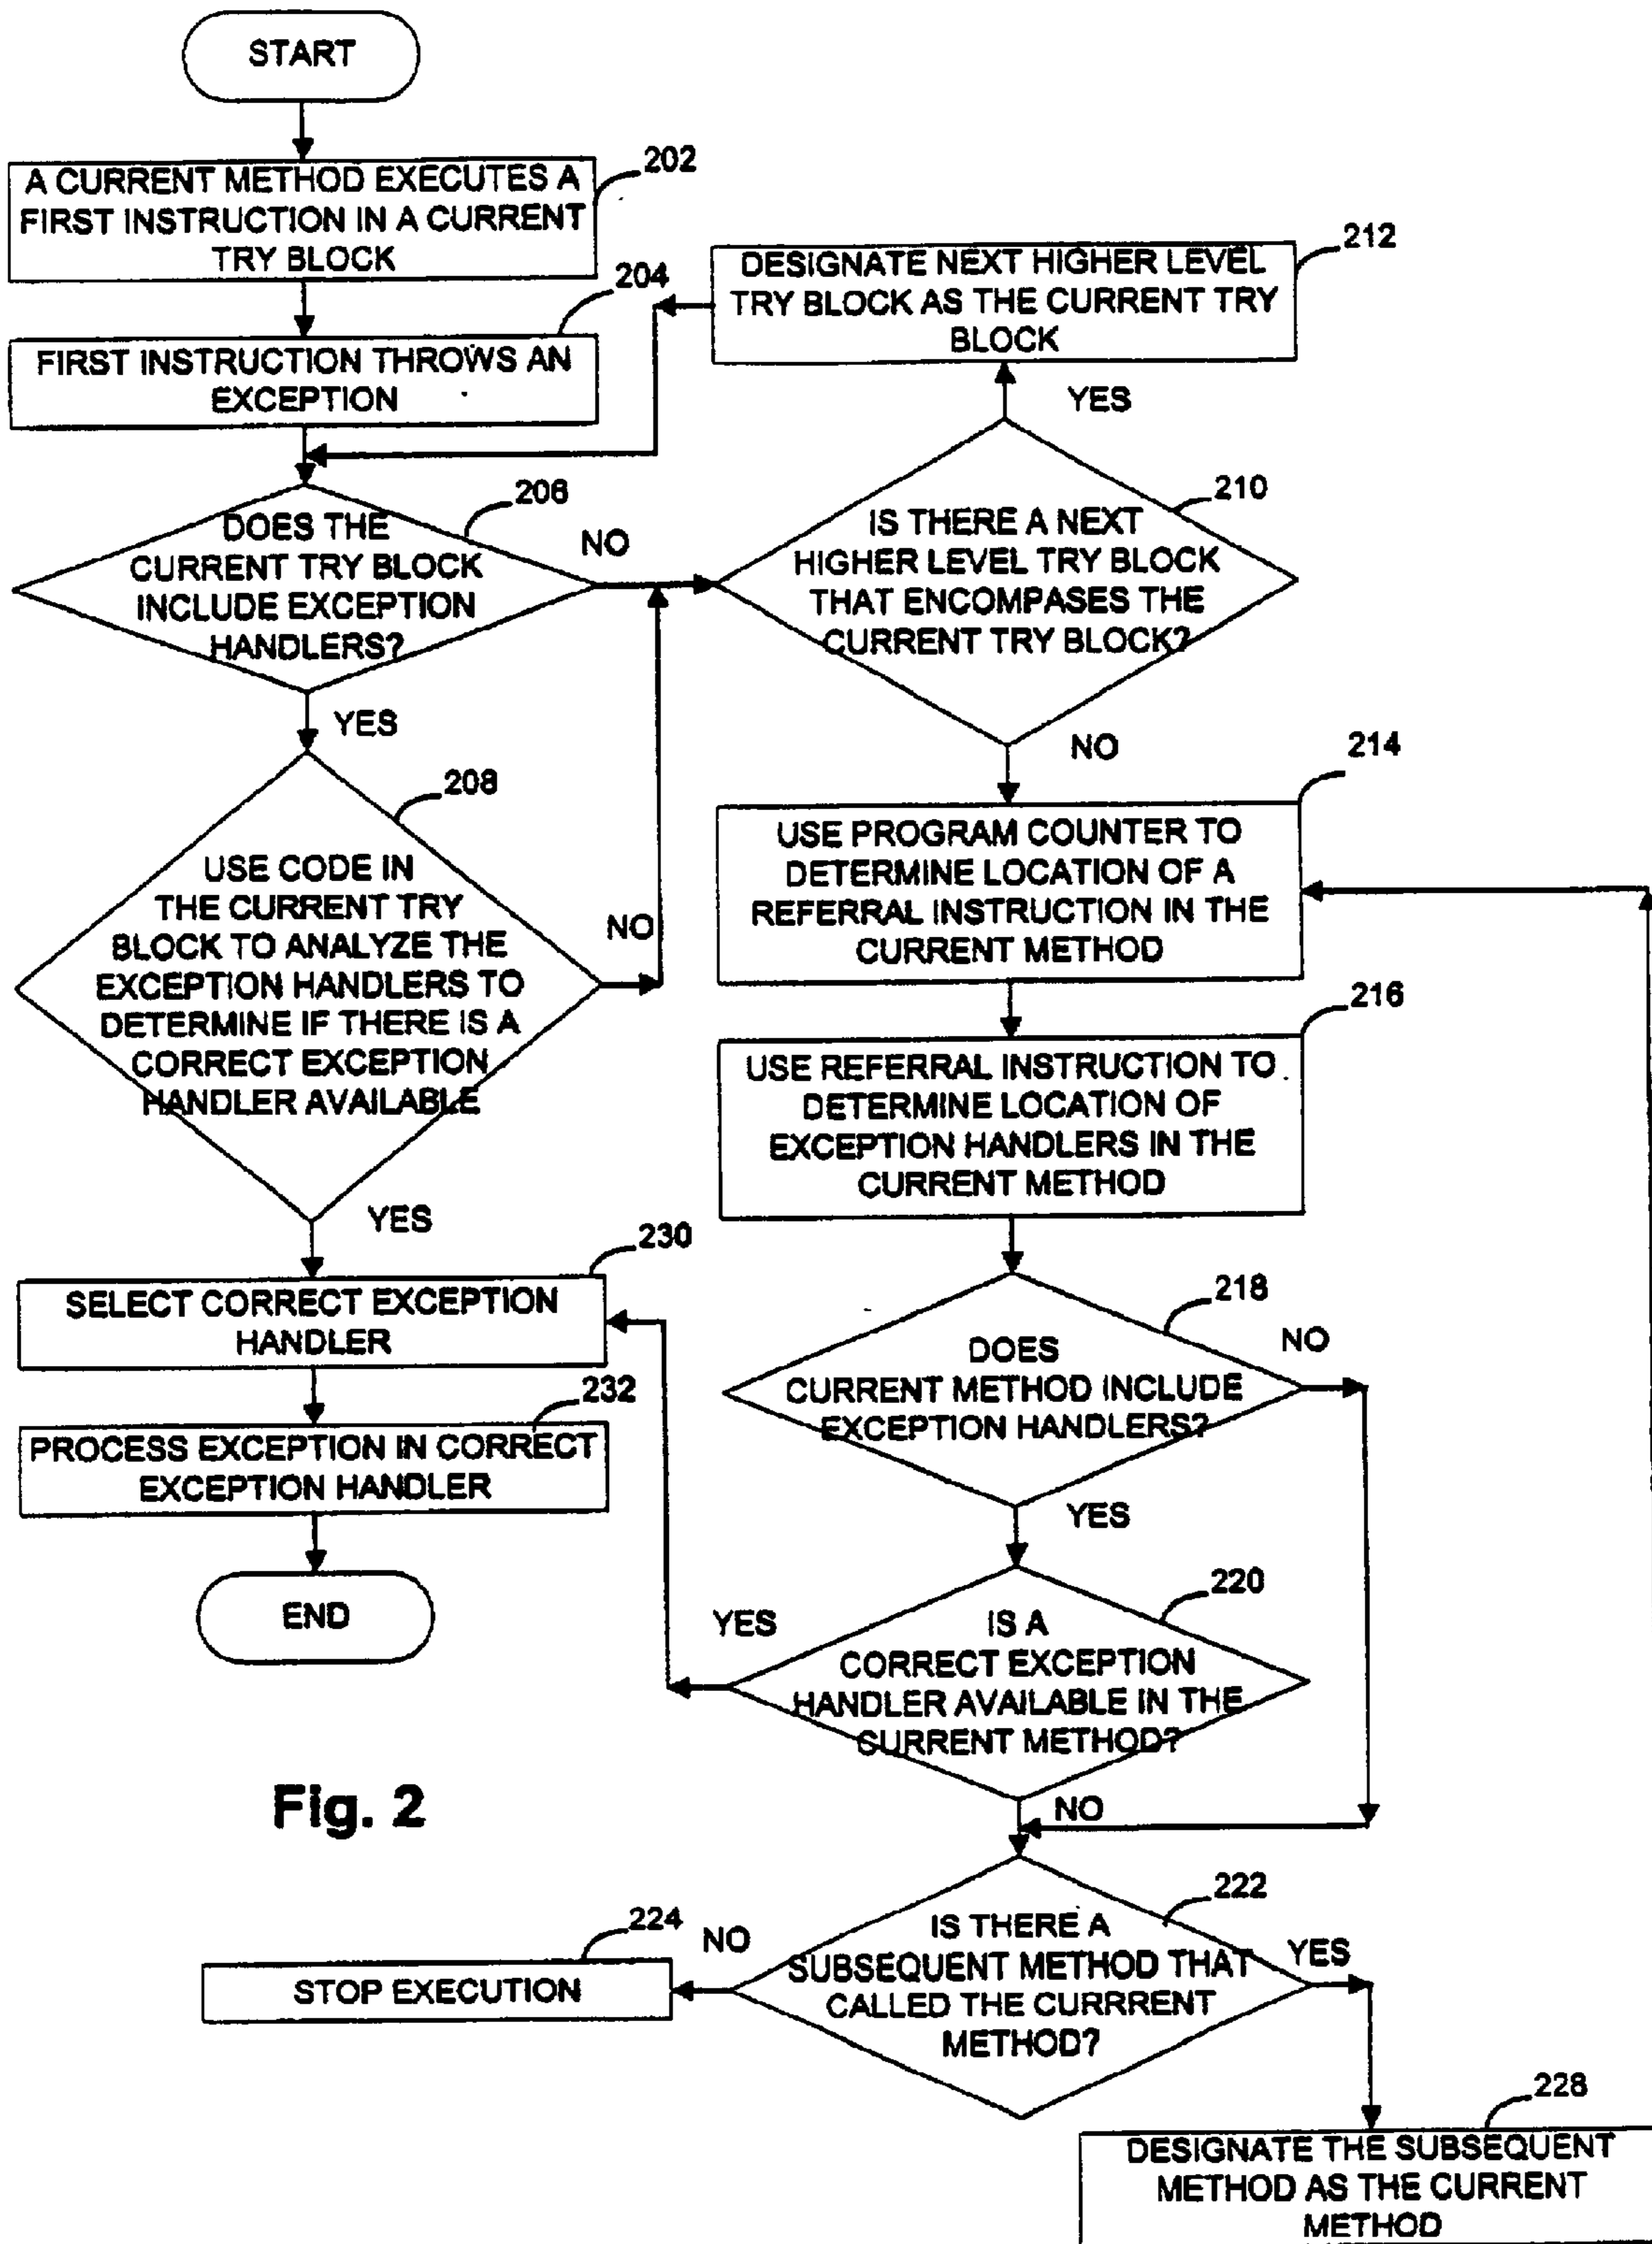 START
202
A CURRENT METHOD EXECUTES A
FIRST INSTRUCTION IN A CURRENT
TRY BLOCK
204
FIRST INSTRUCTION THROWS AN
EXCEPTION
206
DOES THE
CURRENT TRY BLOCK
INCLUDE EXCEPTION
HANDLERS?
NO
YES
208
USE CODE IN
THE CURRENT TRY
BLOCK TO ANALYZE THE
EXCEPTION HANDLERS TO
DETERMINE IF THERE IS A
CORRECT EXCEPTION
HANDLER AVAILABLE
NO
YES
230
SELECT CORRECT EXCEPTION
HANDLER
232
PROCESS EXCEPTION IN CORRECT
EXCEPTION HANDLER
END
212
DESIGNATE NEXT HIGHER LEVEL
TRY BLOCK AS THE CURRENT TRY
BLOCK
YES
210
IS THERE A NEXT
HIGHER LEVEL TRY BLOCK
THAT ENCOMPASES THE
CURRENT TRY BLOCK?
NO
214
USE PROGRAM COUNTER TO
DETERMINE LOCATION OF A
REFERRAL INSTRUCTION IN THE
CURRENT METHOD
216
USE REFERRAL INSTRUCTION TO
DETERMINE LOCATION OF
EXCEPTION HANDLERS IN THE
CURRENT METHOD
218
DOES
CURRENT METHOD INCLUDE
EXCEPTION HANDLERS?
NO
YES
220
IS A
CORRECT EXCEPTION
HANDLER AVAILABLE IN THE
CURRENT METHOD?
YES
NO
Fig. 2
222
IS THERE A
SUBSEQUENT METHOD THAT
CALLED THE CURRRENT
METHOD?
NO
YES
224
STOP EXECUTION
228
DESIGNATE THE SUBSEQUENT
METHOD AS THE CURRENT
METHOD